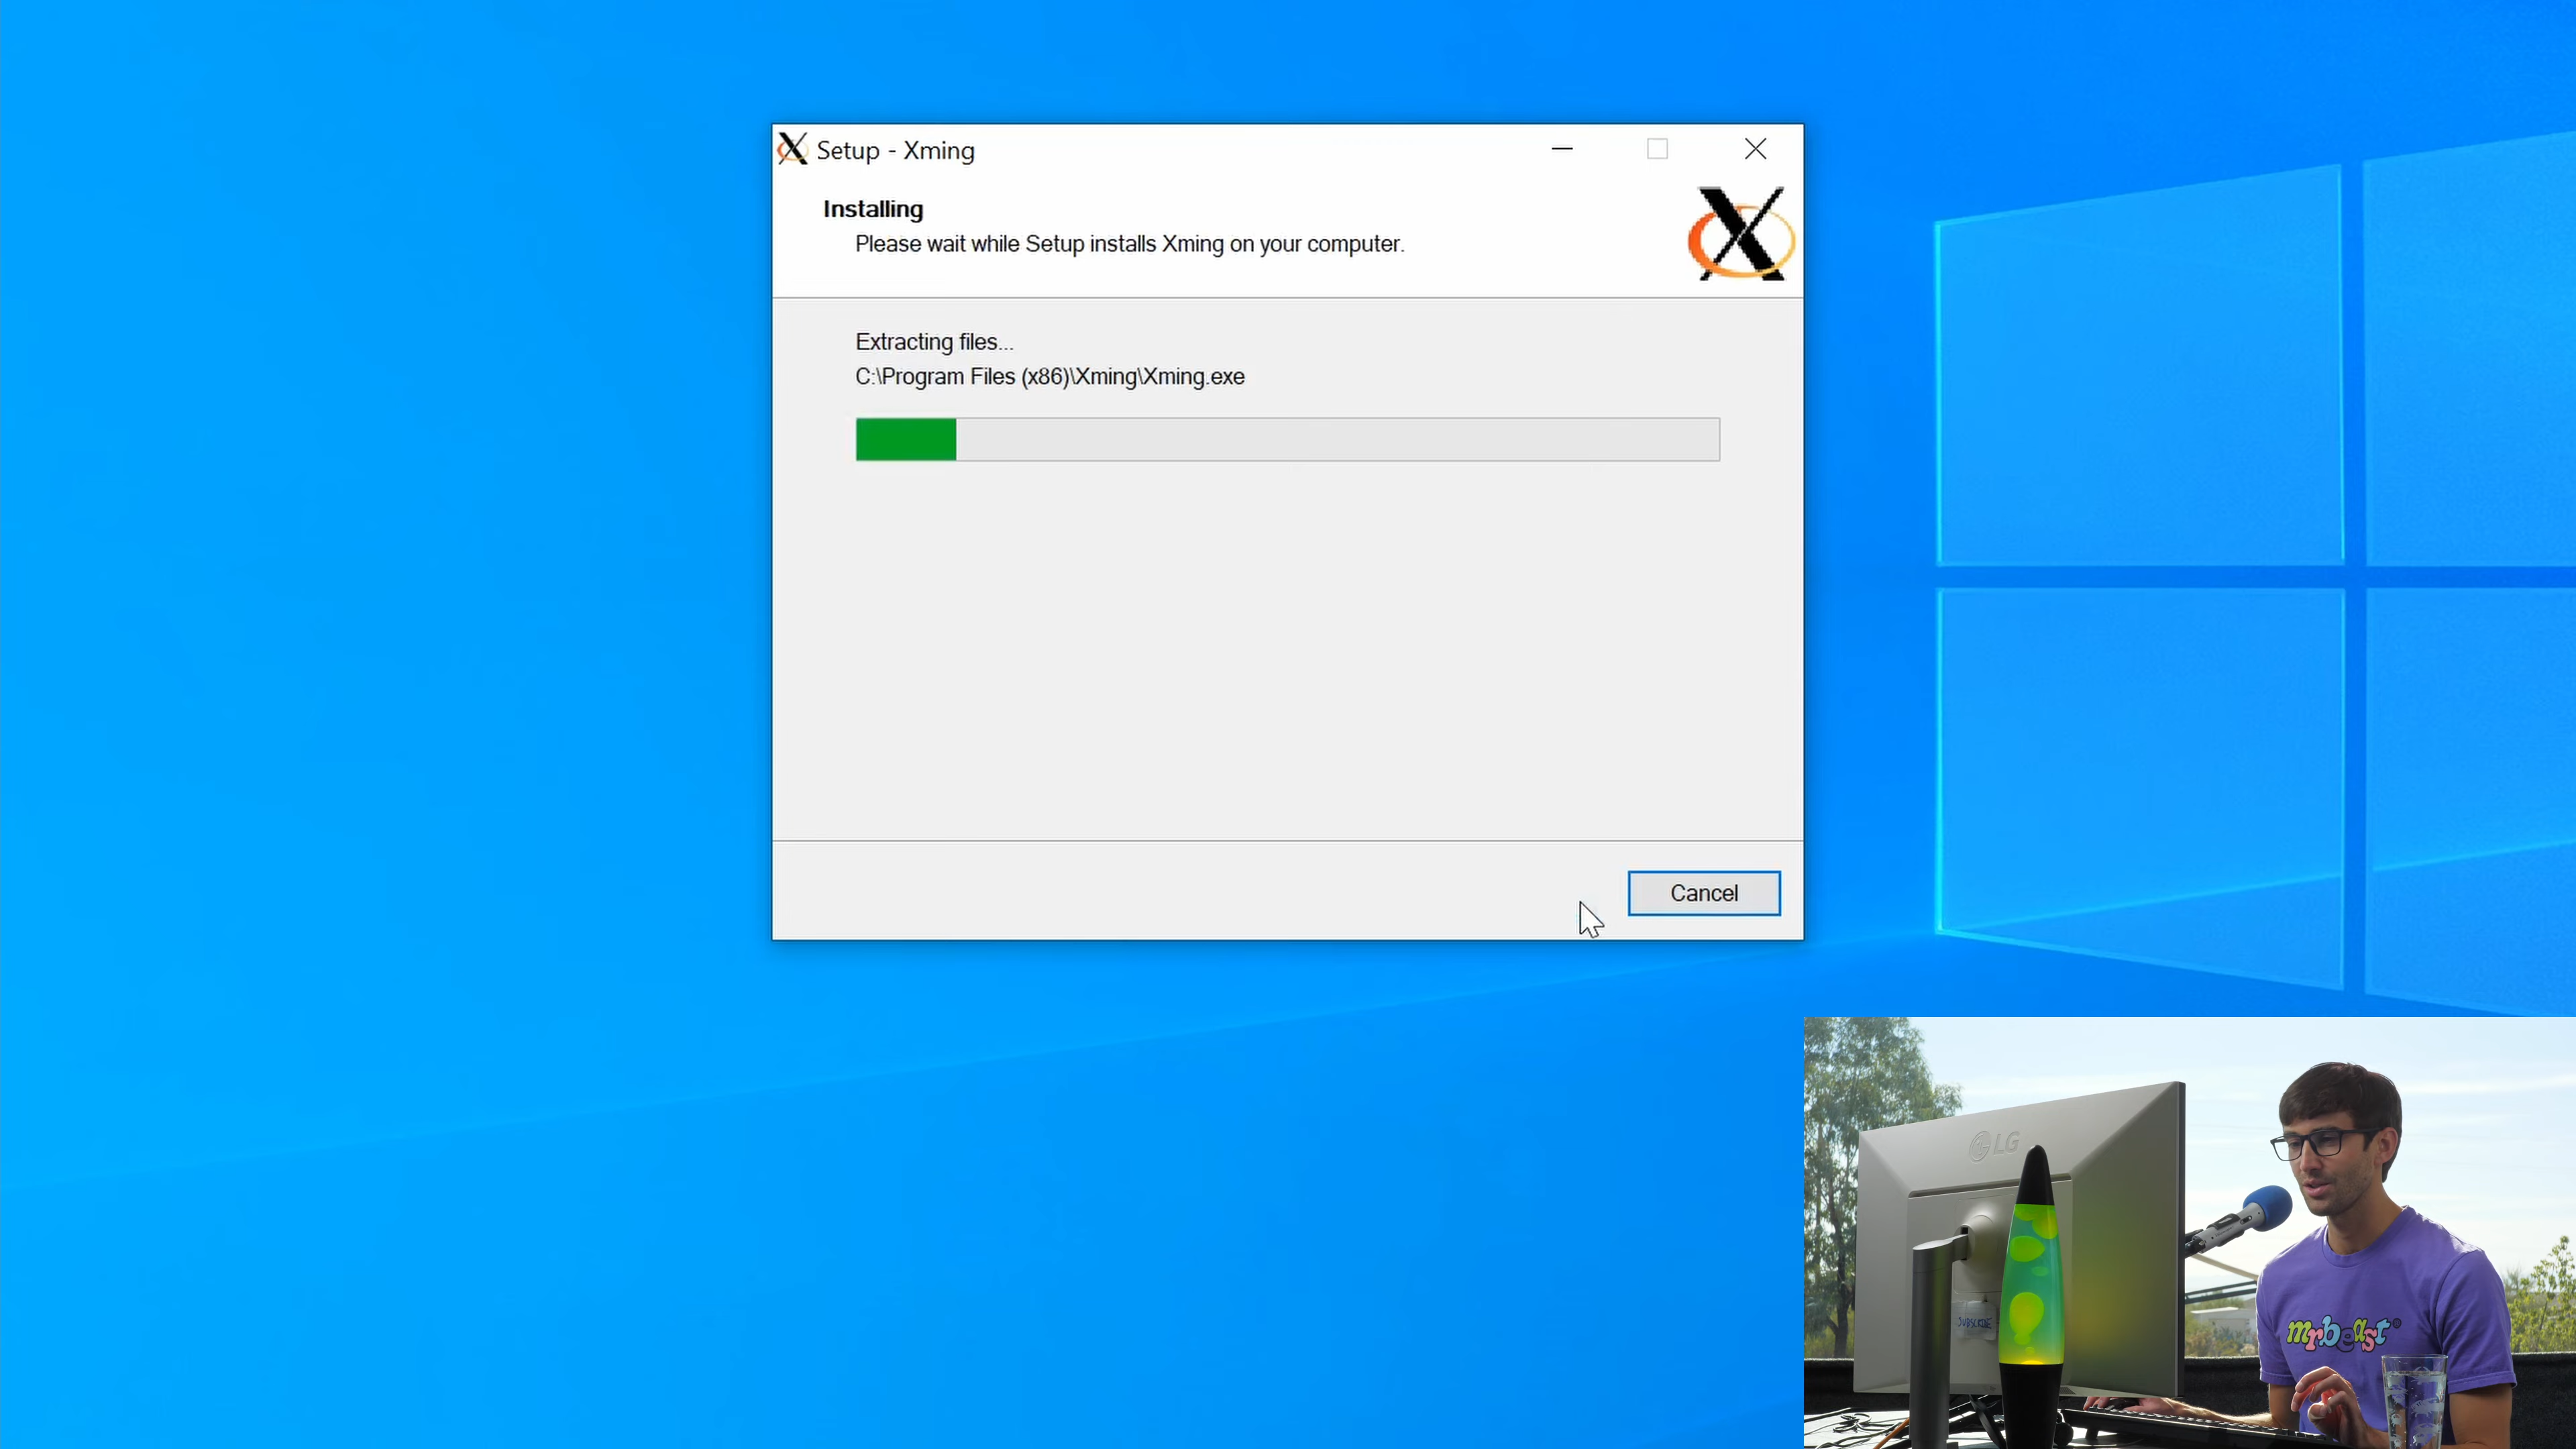 Setup - Xming
Installing
Please wait while Setup installs Xming on your computer.
Extracting files...
C:\Program Files (x86)\Xming\Xming.exe
Cancel
LG
SUBSCRIBE
mrbeast®